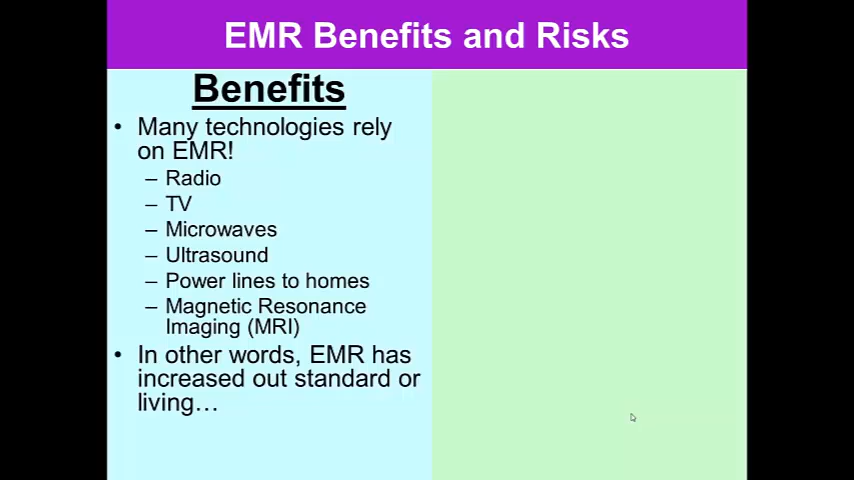 EMR Benefits and Risks
Benefits
• Many technologies rely
on EMR!
– Radio
– TV
– Microwaves
– Ultrasound
– Power lines to homes
– Magnetic Resonance
Imaging (MRI)
• In other words, EMR has
increased out standard or
living…